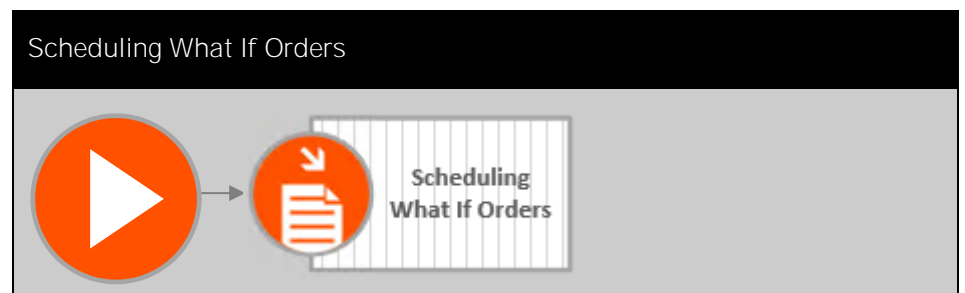 Scheduling What If Orders
Scheduling
What If Orders